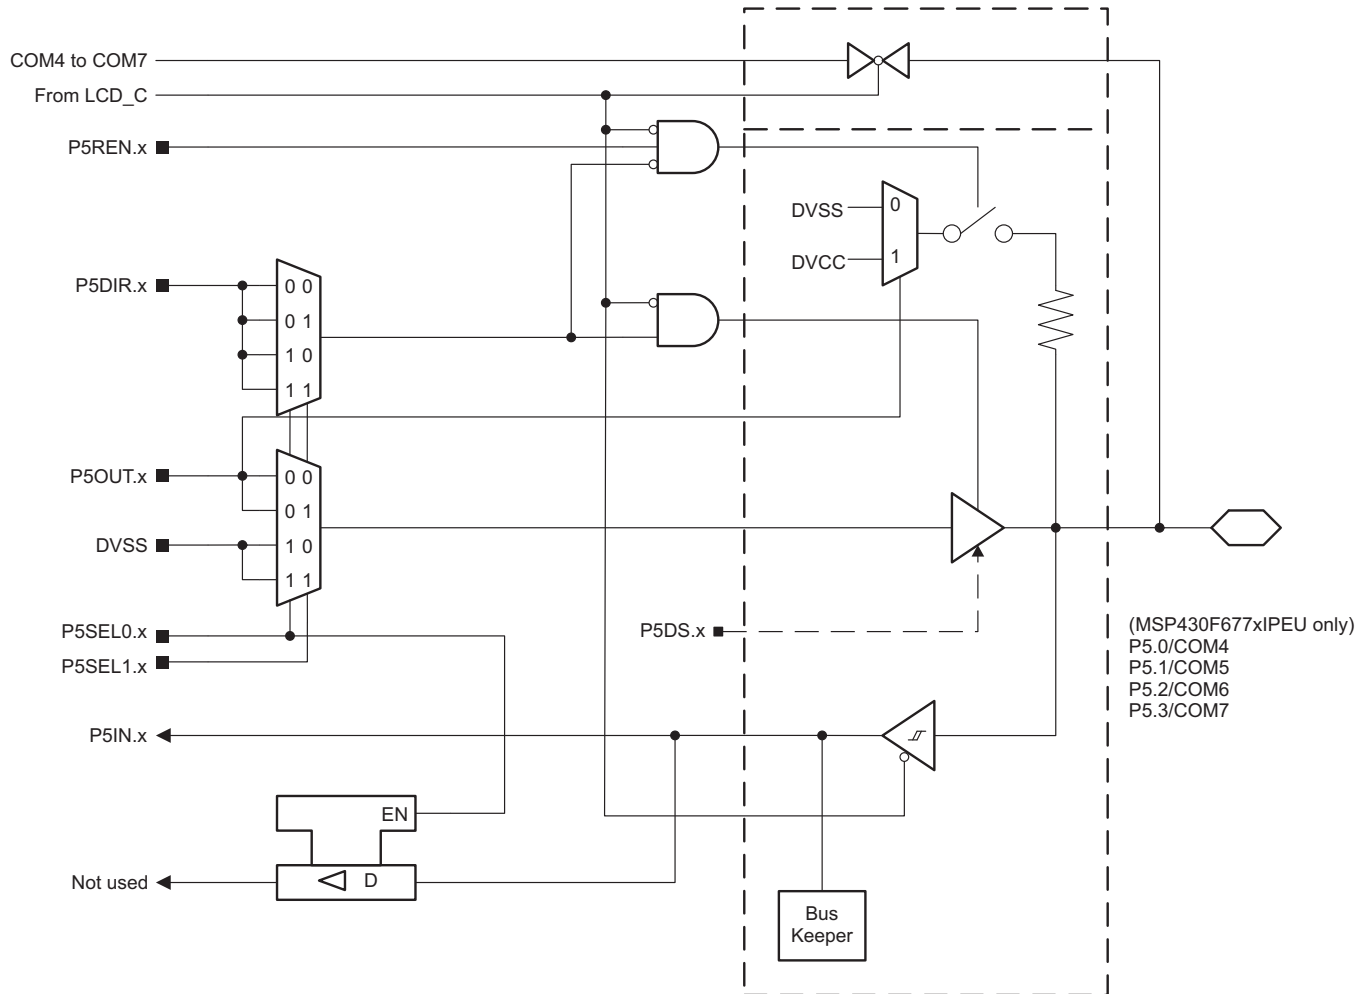 COM4 to COM7
From LCD_C
P5REN.x
DVSS
0
DVCC
1
P5DIR.x
0 0
0 1
1 0
1 1
P5OUT.x
0 0
0 1
DVSS
1 0
1 1
P5SEL0.x
P5SEL1.x
P5DS.x
(MSP430F677xIPEU only)
P5.0/COM4
P5.1/COM5
P5.2/COM6
P5.3/COM7
P5IN.x
EN
Not used
D
Bus
Keeper